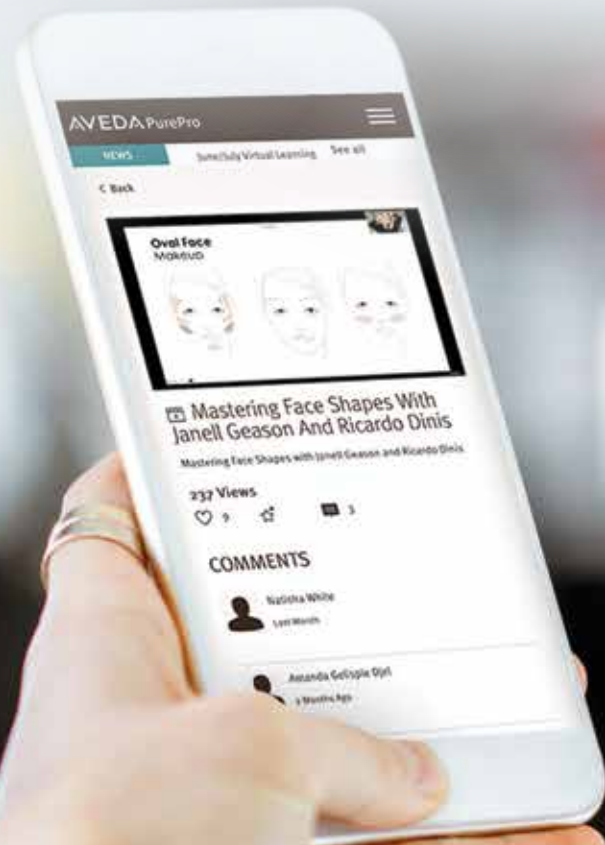 AVEDA PurePro
NEWS June/July Virtual Learning See all
< Back
Oval Face
Makeup
Mastering Face Shapes With
Janell Geason And Ricardo Dinis
Mastering Face Shapes with Janell Geason and Ricardo Dinis
237 Views
9 3
COMMENTS
Natisha White
Last Month
Amanda Gelispie Djri
2 Months Ago